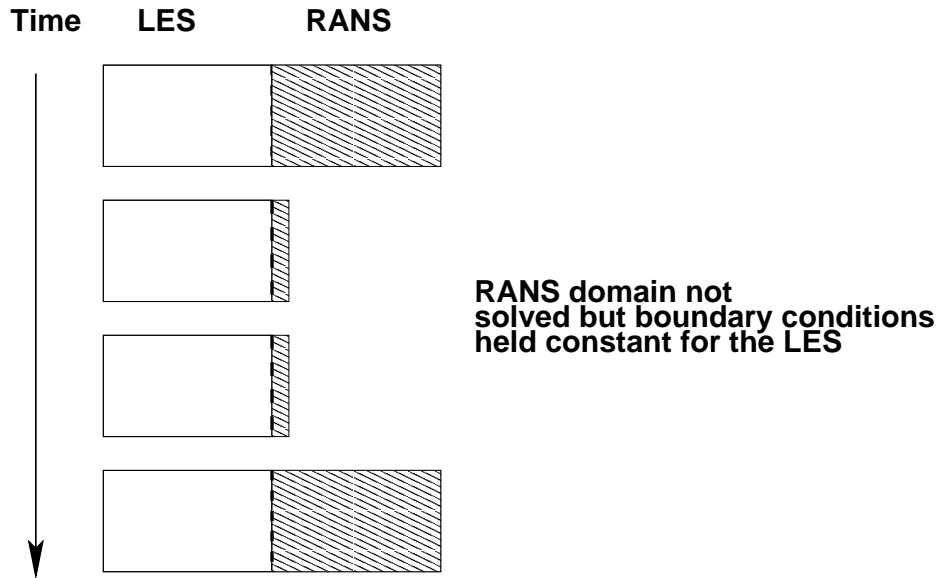 Time LES RANS
RANS domain not
solved but boundary conditions
held constant for the LES